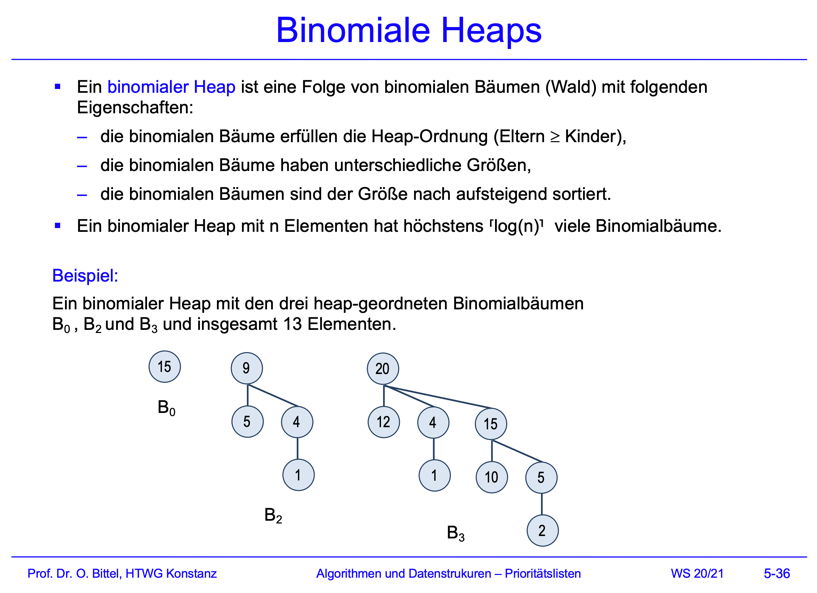 Binomiale Heaps
▪ Ein binomialer Heap ist eine Folge von binomialen Bäumen (Wald) mit folgenden
Eigenschaften:
– die binomialen Bäume erfüllen die Heap-Ordnung (Eltern ≥ Kinder),
– die binomialen Bäume haben unterschiedliche Größen,
– die binomialen Bäumen sind der Größe nach aufsteigend sortiert.
▪ Ein binomialer Heap mit n Elementen hat höchstens ⌈log(n)⌉ viele Binomialbäume.
Beispiel:
Ein binomialer Heap mit den drei heap-geordneten Binomialbäumen
B₀ , B₂ und B₃ und insgesamt 13 Elementen.
15 9 20
B₀ 5 4 12 4 15
1 1 10 5
B₂ 2
B₃
Prof. Dr. O. Bittel, HTWG Konstanz Algorithmen und Datenstrukuren – Prioritätslisten WS 20/21 5-36